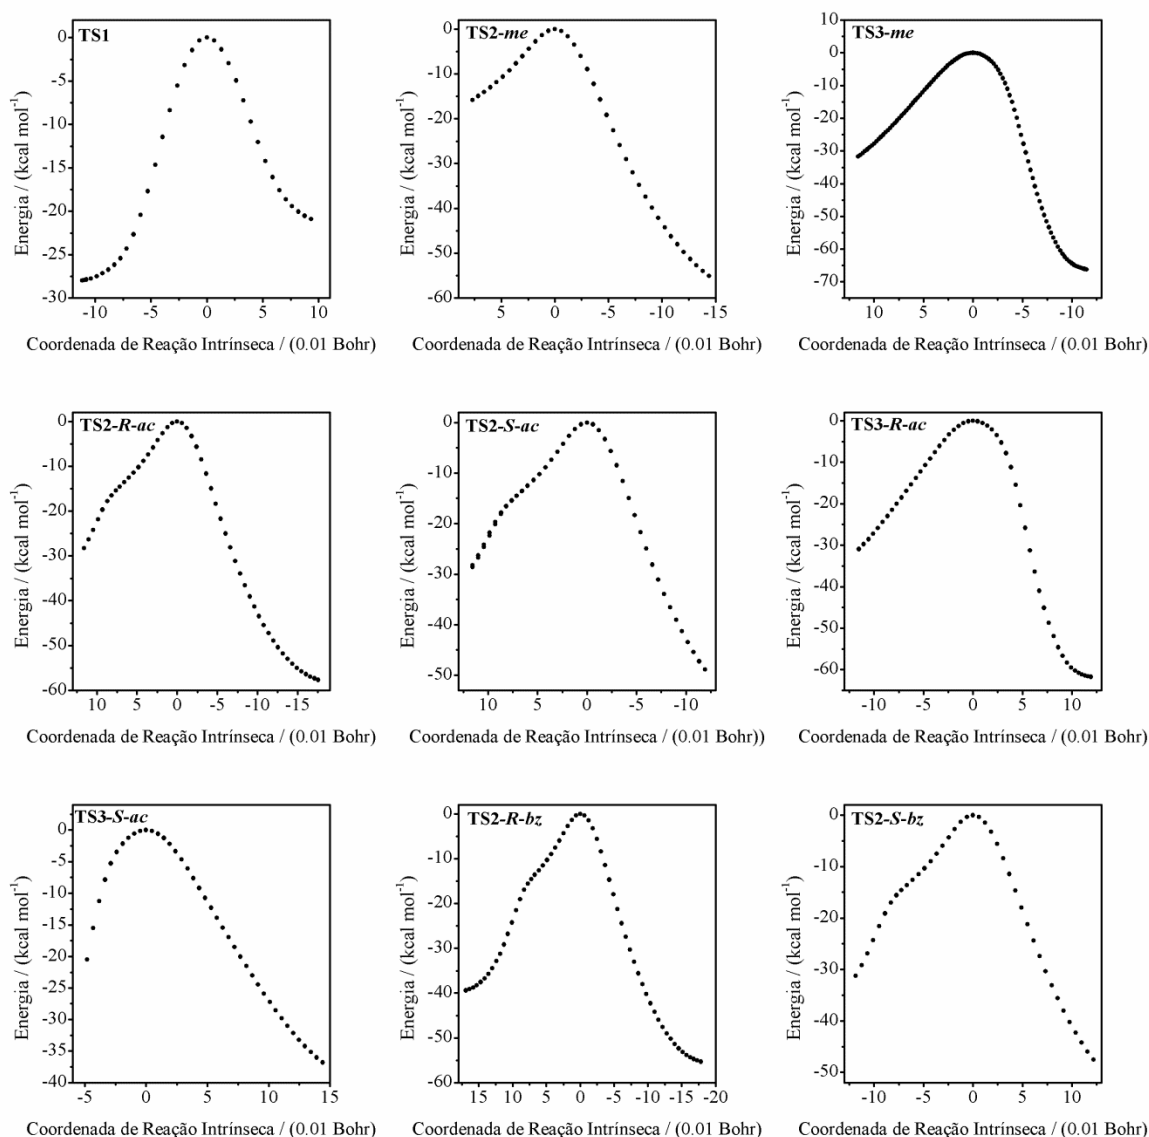 TS1
0
-5
-10
-15
-20
-25
-30
-10 -5 0 5 10
Energia / (kcal mol⁻¹)
Coordenada de Reação Intrínseca / (0.01 Bohr)
TS2-me
0
-10
-20
-30
-40
-50
-60
5 0 -5 -10 -15
Energia / (kcal mol⁻¹)
Coordenada de Reação Intrínseca / (0.01 Bohr)
TS3-me
10
0
-10
-20
-30
-40
-50
-60
-70
10 5 0 -5 -10
Energia / (kcal mol⁻¹)
Coordenada de Reação Intrínseca / (0.01 Bohr)
TS2-R-ac
0
-10
-20
-30
-40
-50
-60
10 5 0 -5 -10 -15
Energia / (kcal mol⁻¹)
Coordenada de Reação Intrínseca / (0.01 Bohr)
TS2-S-ac
0
-10
-20
-30
-40
-50
10 5 0 -5 -10
Energia / (kcal mol⁻¹)
Coordenada de Reação Intrínseca / (0.01 Bohr))
TS3-R-ac
0
-10
-20
-30
-40
-50
-60
-10 -5 0 5 10
Energia / (kcal mol⁻¹)
Coordenada de Reação Intrínseca / (0.01 Bohr)
TS3-S-ac
0
-5
-10
-15
-20
-25
-30
-35
-40
-5 0 5 10 15
Energia / (kcal mol⁻¹)
Coordenada de Reação Intrínseca / (0.01 Bohr)
TS2-R-bz
0
-10
-20
-30
-40
-50
-60
15 10 5 0 -5 -10 -15 -20
Energia / (kcal mol⁻¹)
Coordenada de Reação Intrínseca / (0.01 Bohr)
TS2-S-bz
0
-10
-20
-30
-40
-50
-10 -5 0 5 10
Energia / (kcal mol⁻¹)
Coordenada de Reação Intrínseca / (0.01 Bohr)